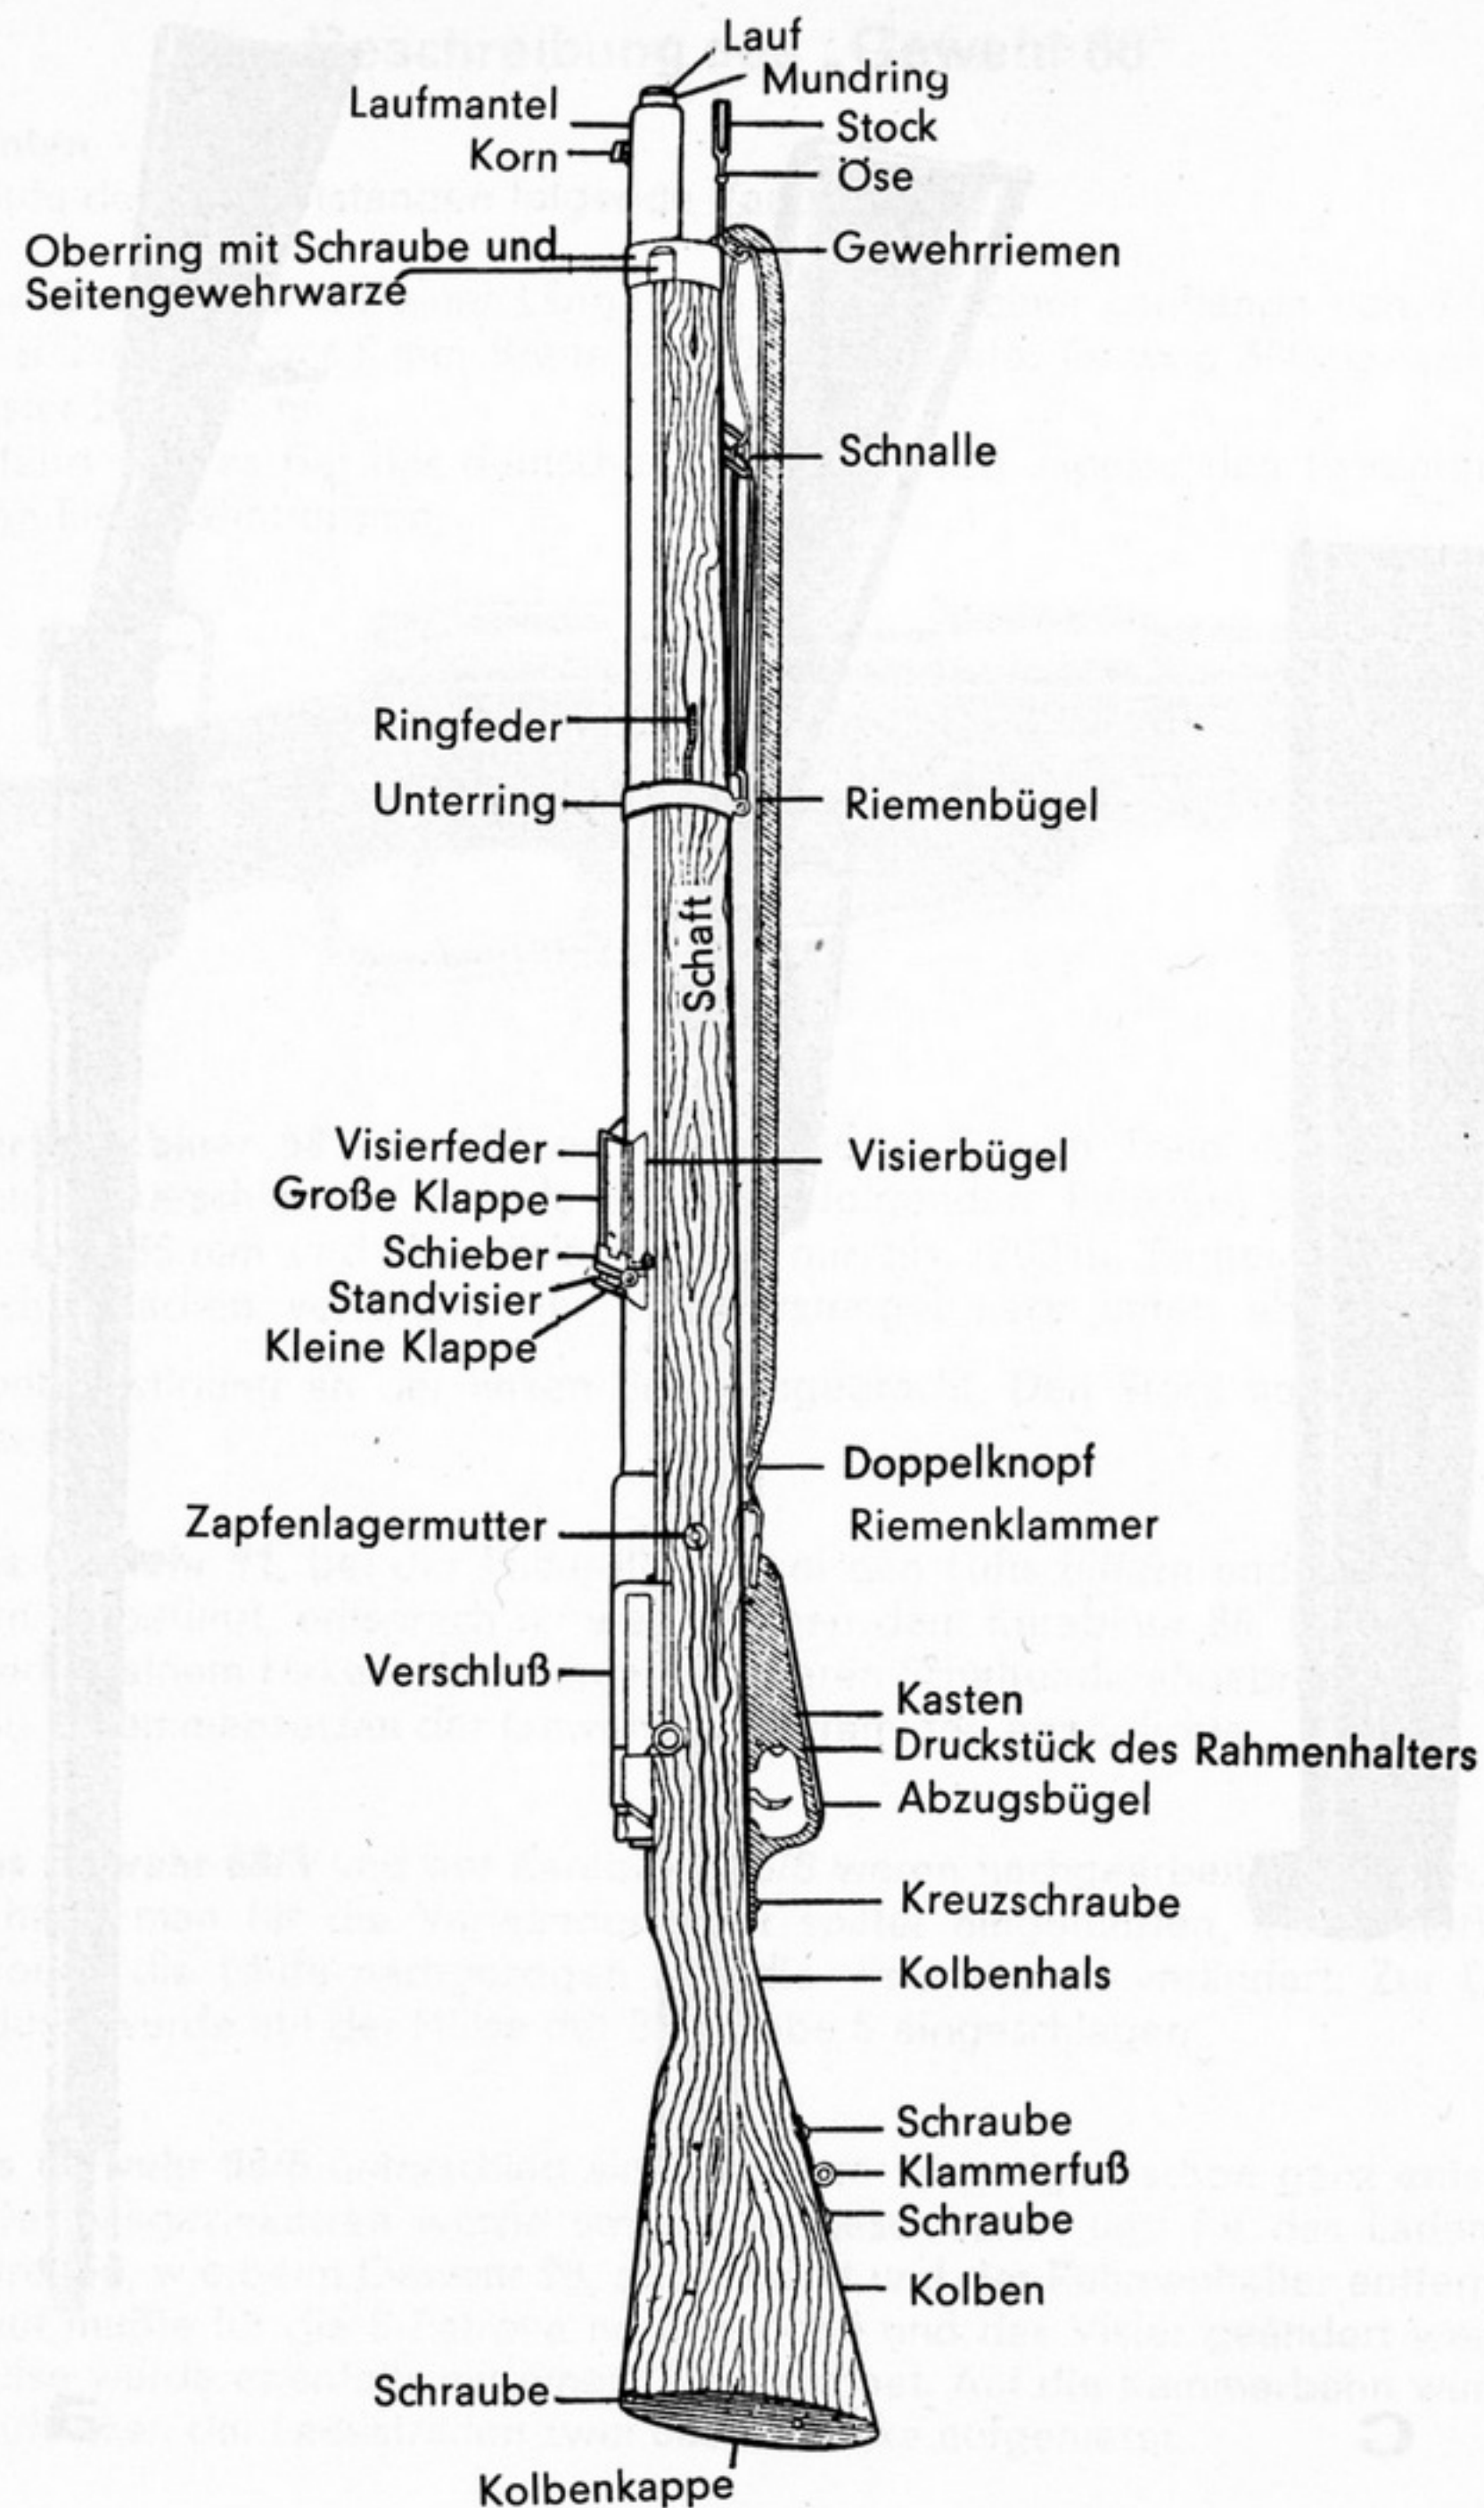 Lauf
Mundring
Laufmantel
Stock
Korn
Öse
Oberring mit Schraube und
Seitengewehrwarze
Gewehrriemen
Schnalle
Ringfeder
Unterring
Riemenbügel
Schaft
Visierfeder
Visierbügel
Große Klappe
Schieber
Standvisier
Kleine Klappe
Doppelknopf
Zapfenlagermutter
Riemenklammer
Verschluß
Kasten
Druckstück des Rahmenhalters
Abzugsbügel
Kreuzschraube
Kolbenhals
Schraube
Klammerfuß
Schraube
Kolben
Schraube
Kolbenkappe